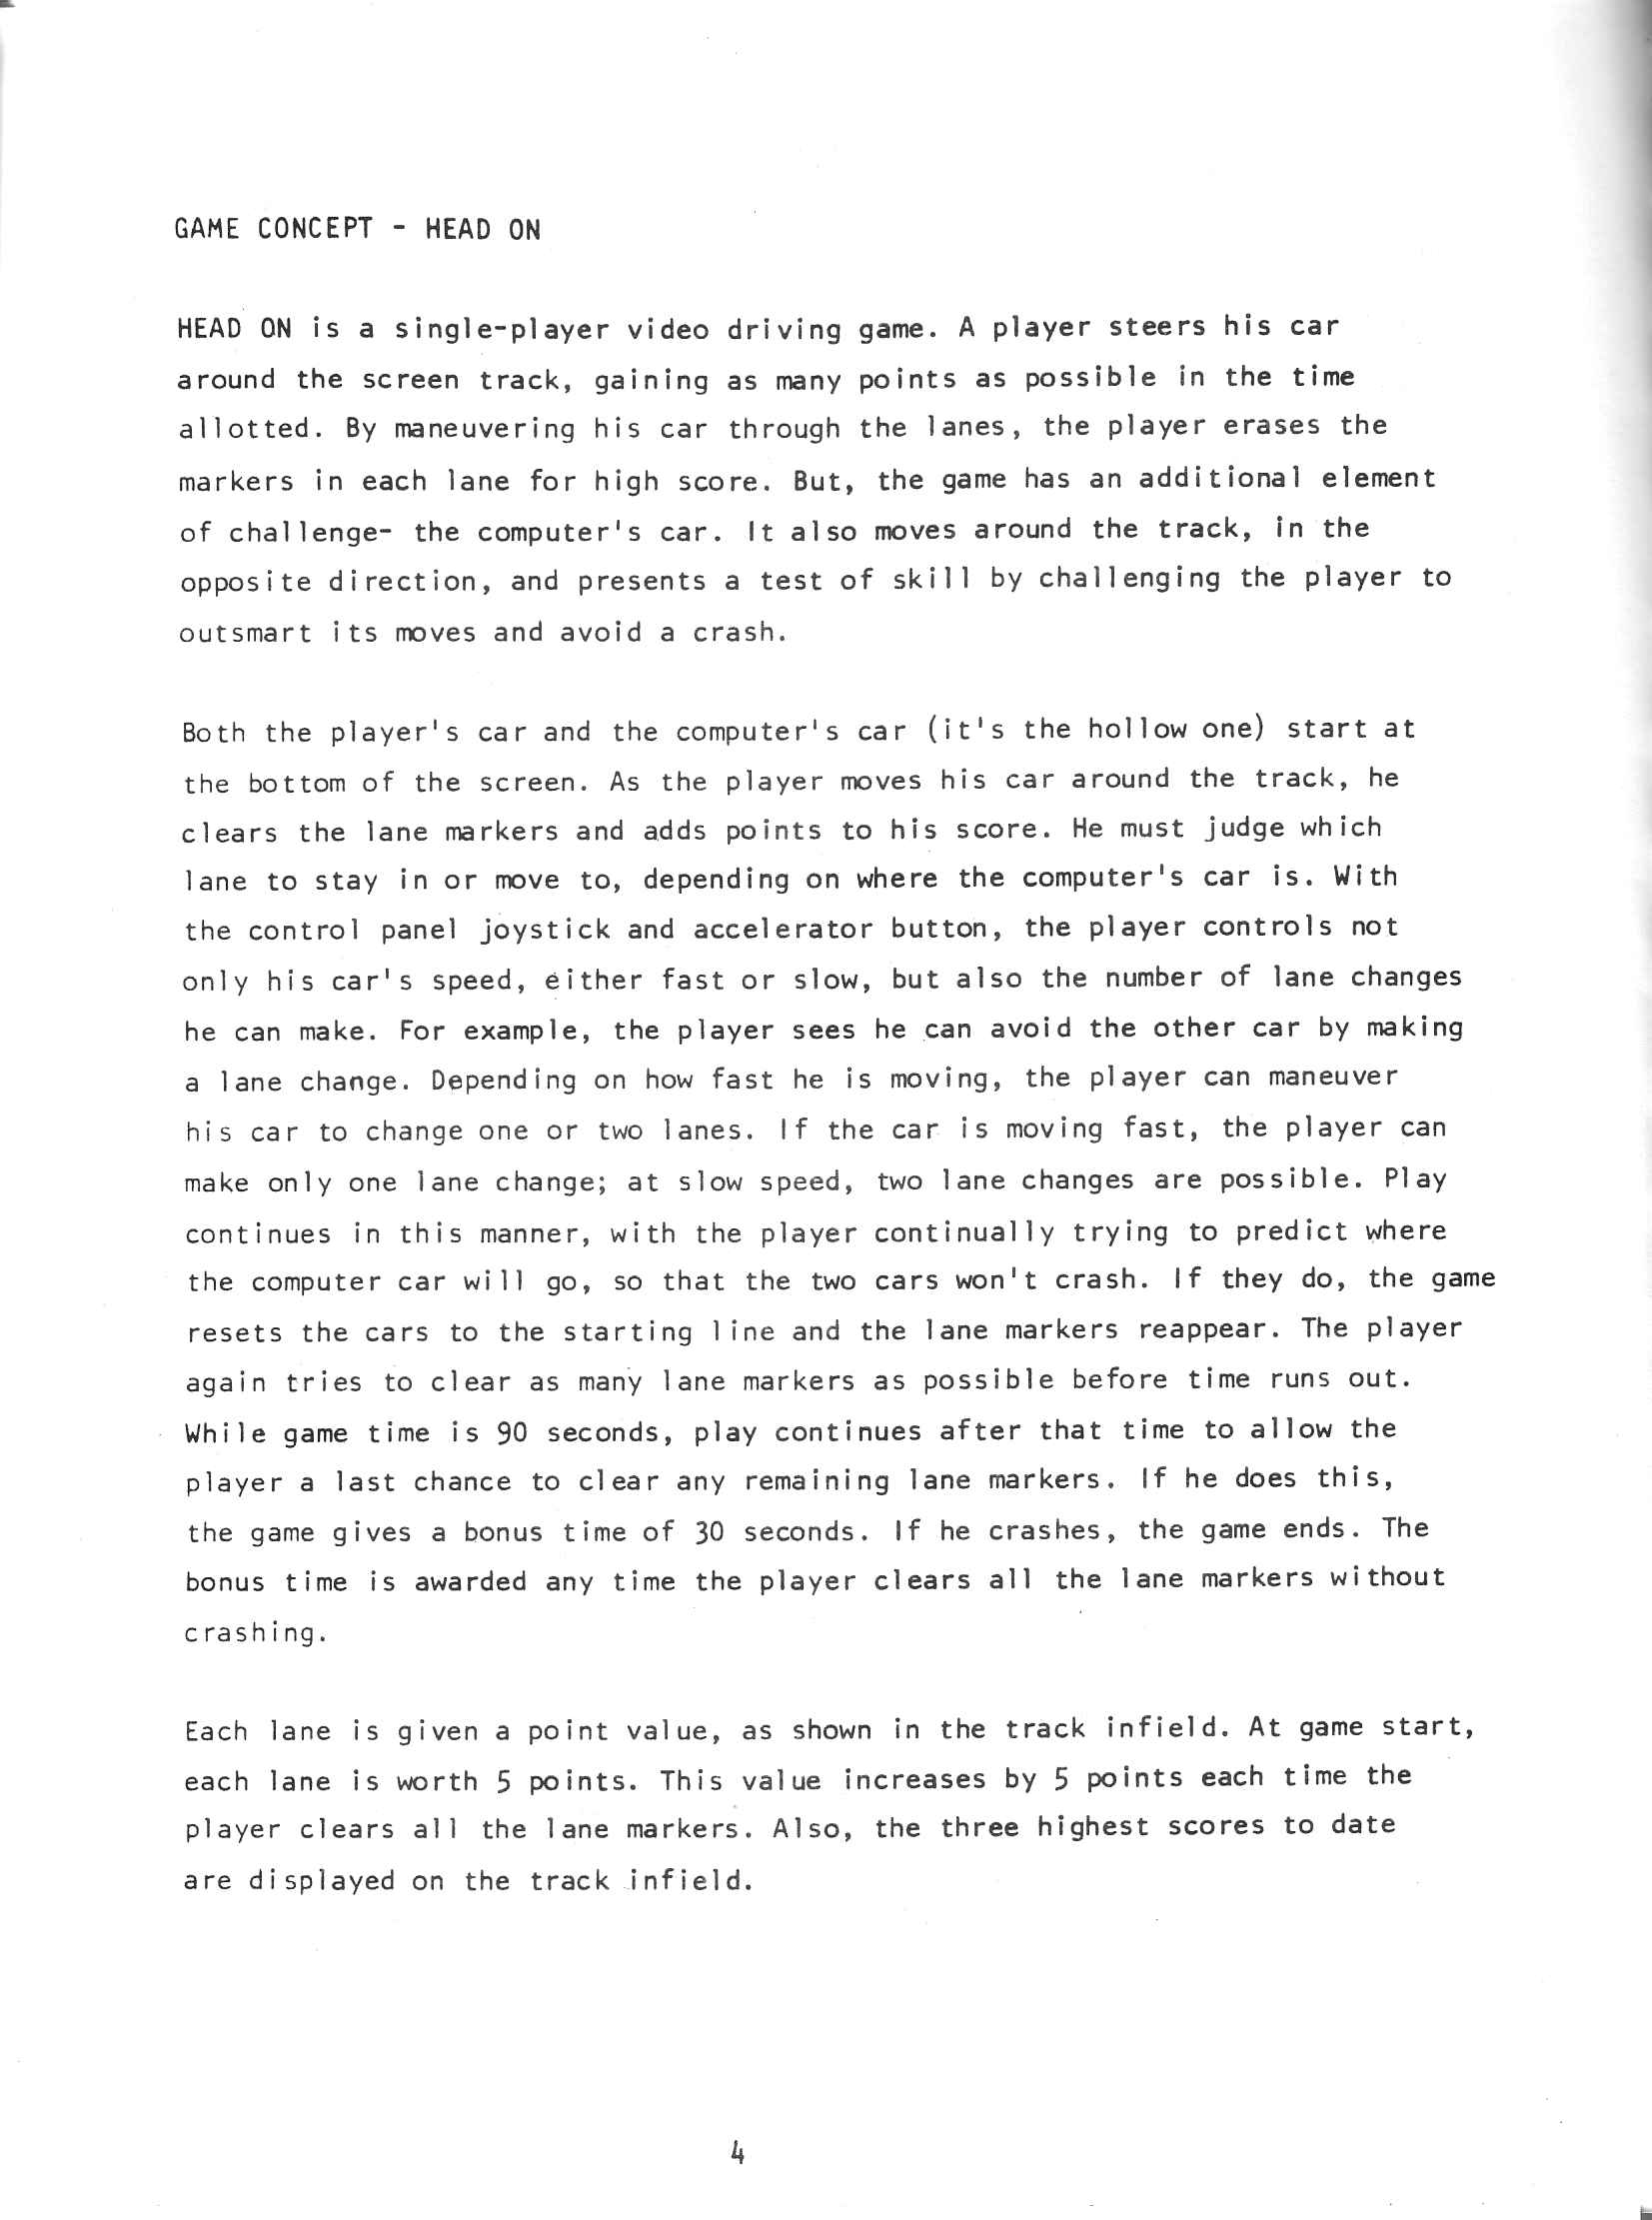 GAME CONCEPT - HEAD ON
HEAD ON is a single-player video driving game. A player steers his car
around the screen track, gaining as many points as possible in the time
allotted. By maneuvering his car through the lanes, the player erases the
markers in each lane for high score. But, the game has an additional element
of challenge- the computer's car. It also moves around the track, in the
opposite direction, and presents a test of skill by challenging the player to
outsmart its moves and avoid a crash.
Both the player's car and the computer's car (it's the hollow one) start at
the bottom of the screen. As the player moves his car around the track, he
clears the lane markers and adds points to his score. He must judge which
lane to stay in or move to, depending on where the computer's car is. With
the control panel joystick and accelerator button, the player controls not
only his car's speed, either fast or slow, but also the number of lane changes
he can make. For example, the player sees he can avoid the other car by making
a lane change. Depending on how fast he is moving, the player can maneuver
his car to change one or two lanes. If the car is moving fast, the player can
make only one lane change; at slow speed, two lane changes are possible. Play
continues in this manner, with the player continually trying to predict where
the computer car will go, so that the two cars won't crash. If they do, the game
resets the cars to the starting line and the lane markers reappear. The player
again tries to clear as many lane markers as possible before time runs out.
While game time is 90 seconds, play continues after that time to allow the
player a last chance to clear any remaining lane markers. If he does this,
the game gives a bonus time of 30 seconds. If he crashes, the game ends. The
bonus time is awarded any time the player clears all the lane markers without
crashing.
Each lane is given a point value, as shown in the track infield. At game start,
each lane is worth 5 points. This value increases by 5 points each time the
player clears all the lane markers. Also, the three highest scores to date
are displayed on the track infield.
4